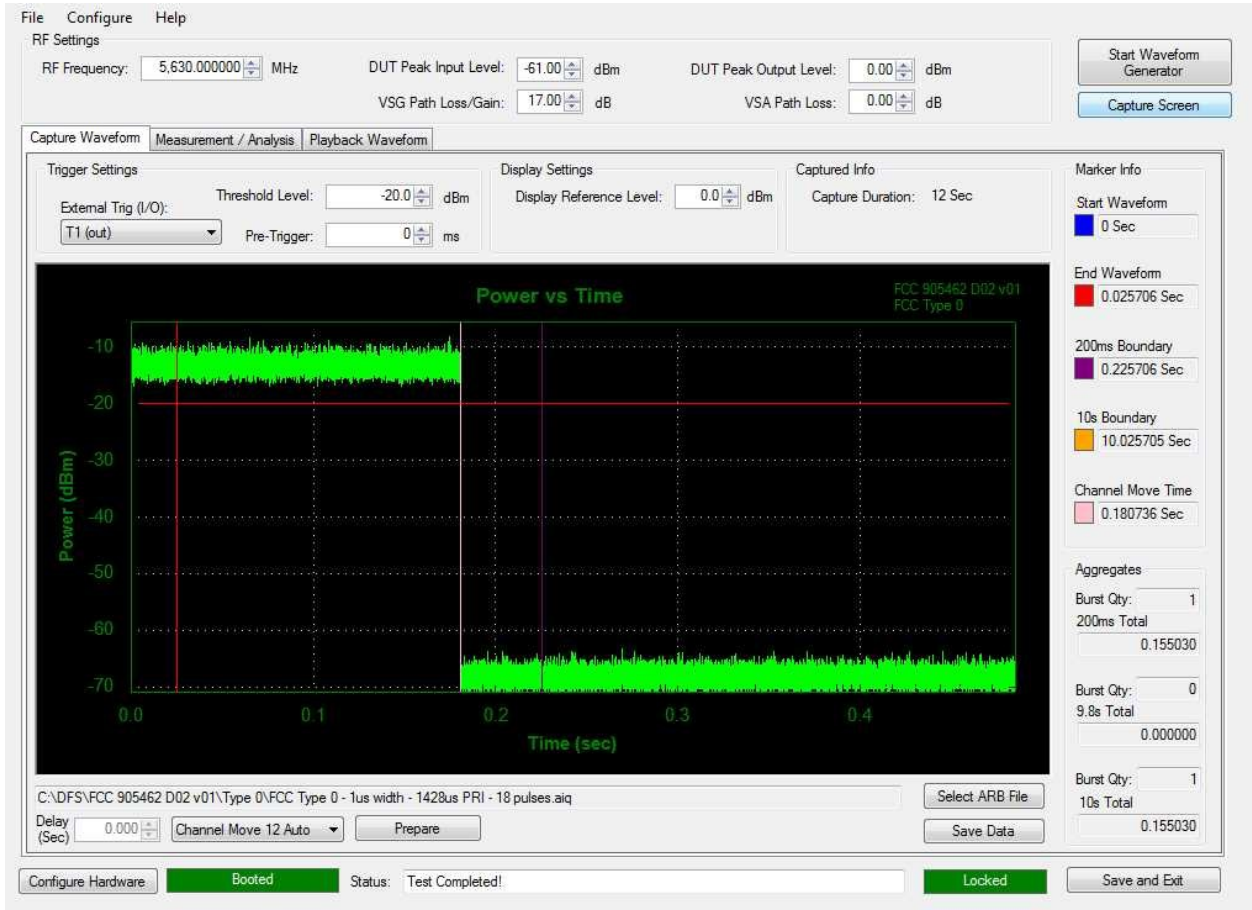 File Configure Help
RF Settings
RF Frequency: 5,630.000000 MHz DUT Peak Input Level: -61.00 dBm DUT Peak Output Level: 0.00 dBm
VSG Path Loss/Gain: 17.00 dB VSA Path Loss: 0.00 dB
Start Waveform
Generator
Capture Screen
Capture Waveform Measurement / Analysis Playback Waveform
Trigger Settings
External Trig (I/O):
T1 (out)
Threshold Level: -20.0 dBm
Pre-Trigger: 0 ms
Display Settings
Display Reference Level: 0.0 dBm
Captured Info
Capture Duration: 12 Sec
Marker Info
Start Waveform
0 Sec
End Waveform
0.025706 Sec
200ms Boundary
0.225706 Sec
10s Boundary
10.025705 Sec
Channel Move Time
0.180736 Sec
Aggregates
Burst Qty: 1
200ms Total
0.155030
Burst Qty: 0
9.8s Total
0.000000
Burst Qty: 1
10s Total
0.155030
Power vs Time
FCC 905462 D02 v01
FCC Type 0
Power (dBm)
-10
-20
-30
-40
-50
-60
-70
0.0 0.1 0.2 0.3 0.4
Time (sec)
C:\DFS\FCC 905462 D02 v01\Type 0\FCC Type 0 - 1us width - 1428us PRI - 18 pulses.aiq
Select ARB File
Delay
(Sec) 0.000 Channel Move 12 Auto Prepare
Save Data
Configure Hardware Booted Status: Test Completed! Locked Save and Exit